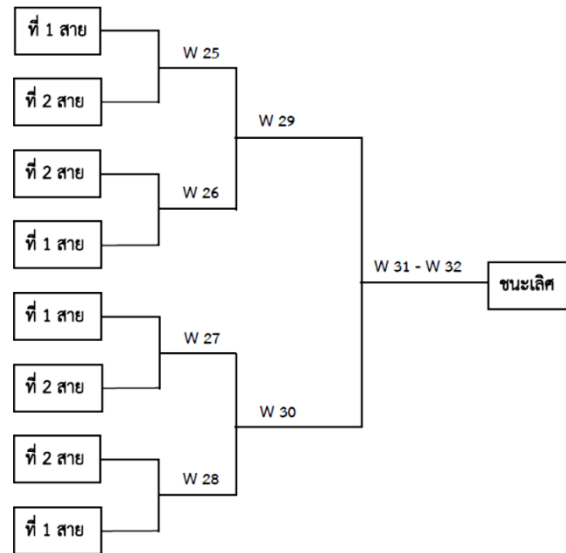 ที่ 1 สาย
W 25
ที่ 2 สาย
W 29
ที่ 2 สาย
W 26
ที่ 1 สาย
W 31 - W 32
ชนะเลิศ
ที่ 1 สาย
W 27
ที่ 2 สาย
W 30
ที่ 2 สาย
W 28
ที่ 1 สาย